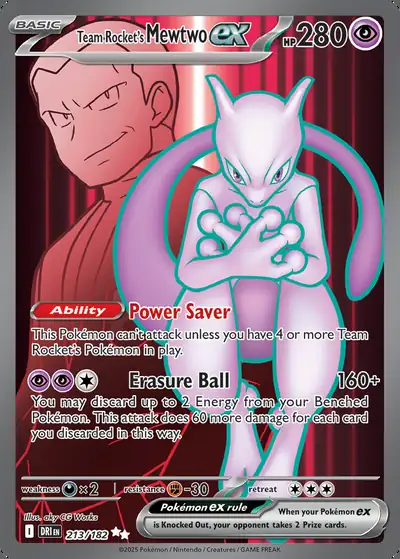 BASIC
Team Rocket's Mewtwo ex HP 280
Ability Power Saver
This Pokémon can't attack unless you have 4 or more Team
Rocket's Pokémon in play.
Erasure Ball 160+
You may discard up to 2 Energy from your Benched
Pokémon. This attack does 60 more damage for each card
you discarded in this way.
weakness ×2 resistance -30 retreat
Illus. aky CG Works
Pokémon ex rule
When your Pokémon ex
is Knocked Out, your opponent takes 2 Prize cards.
I DRI EN 213/182
©2025 Pokémon / Nintendo / Creatures / GAME FREAK